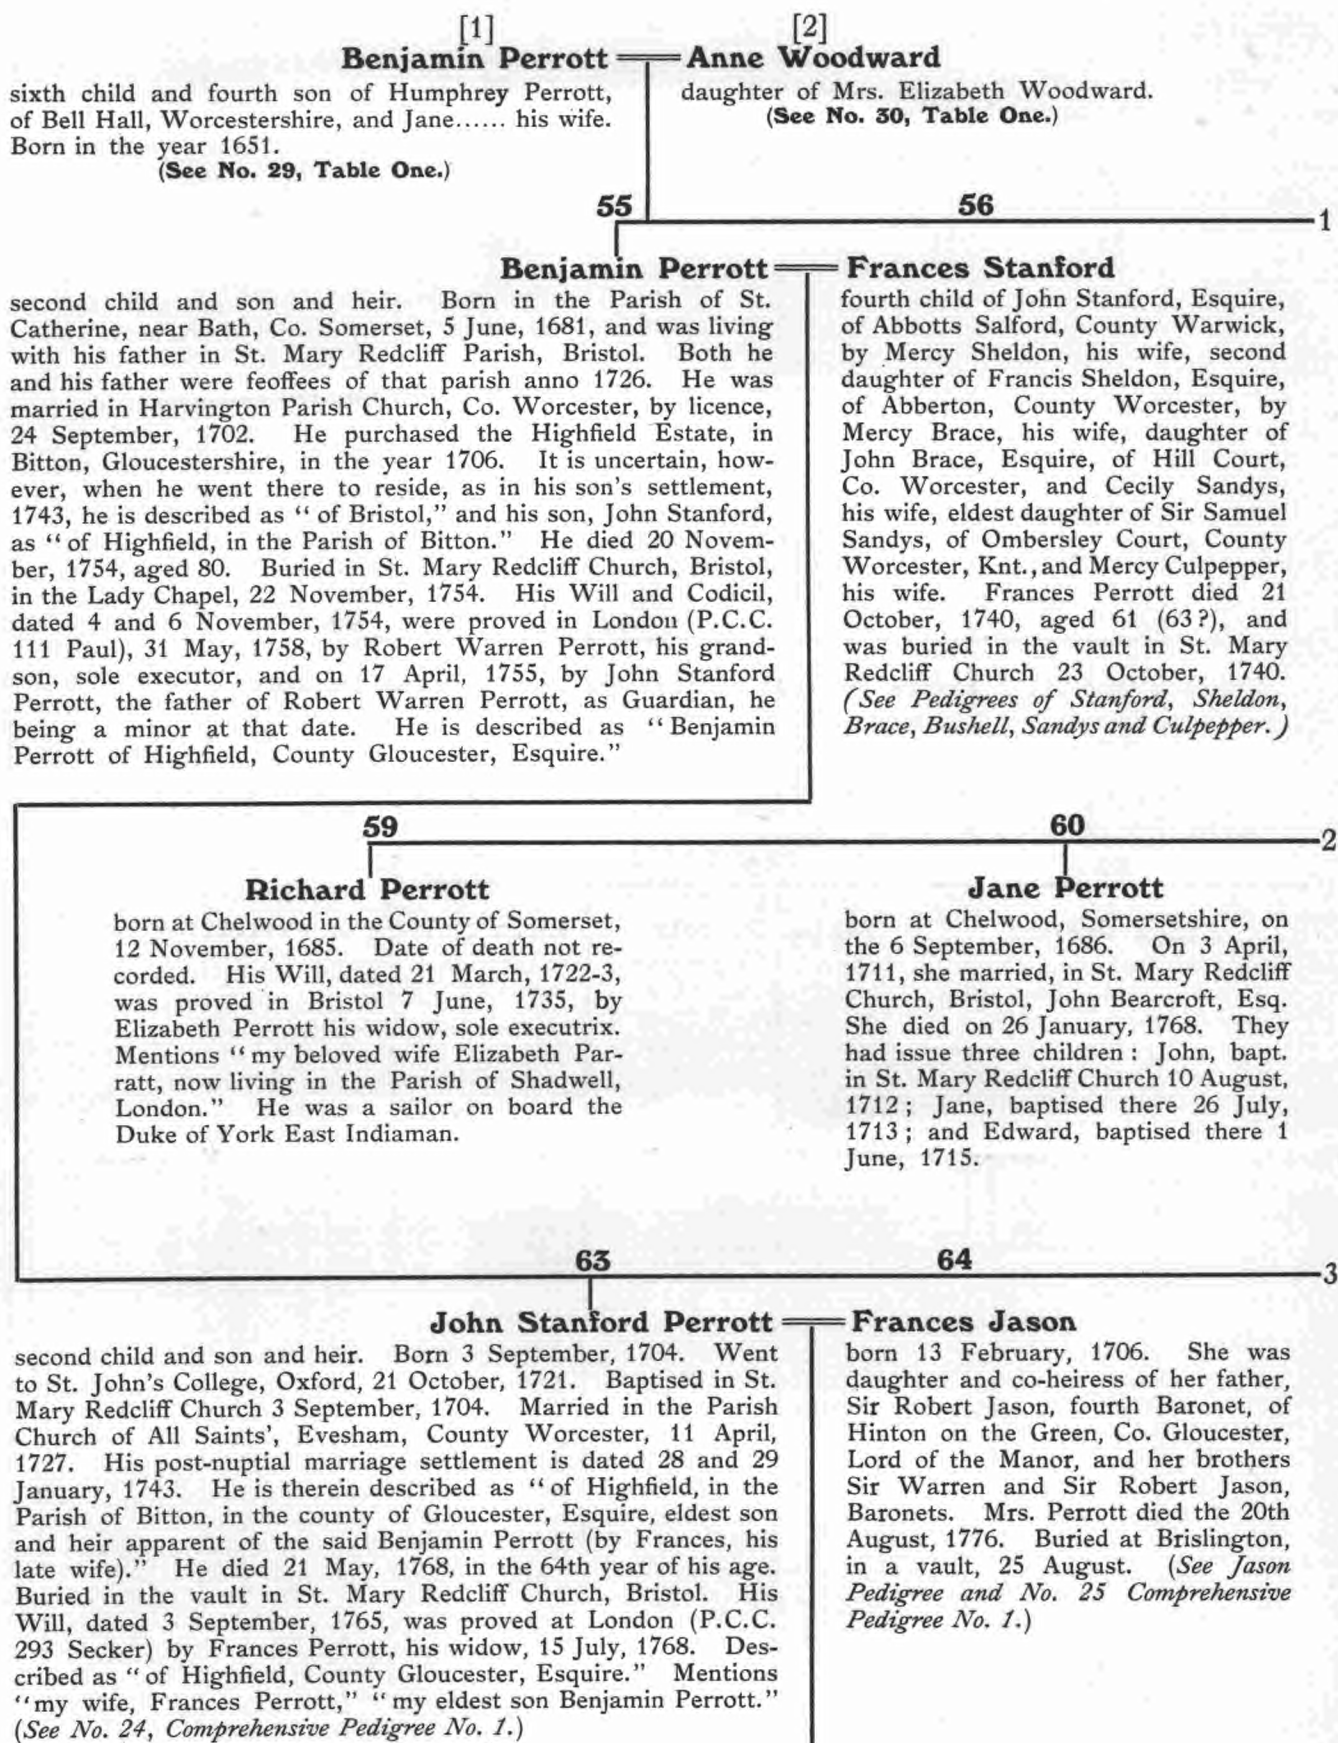 [1] [2]
Benjamin Perrott Anne Woodward
sixth child and fourth son of Humphrey Perrott,
of Bell Hall, Worcestershire, and Jane...... his wife.
Born in the year 1651.
(See No. 29, Table One.)
daughter of Mrs. Elizabeth Woodward.
(See No. 30, Table One.)
55 56 1
Benjamin Perrott Frances Stanford
second child and son and heir. Born in the Parish of St.
Catherine, near Bath, Co. Somerset, 5 June, 1681, and was living
with his father in St. Mary Redcliff Parish, Bristol. Both he
and his father were feoffees of that parish anno 1726. He was
married in Harvington Parish Church, Co. Worcester, by licence,
24 September, 1702. He purchased the Highfield Estate, in
Bitton, Gloucestershire, in the year 1706. It is uncertain, how-
ever, when he went there to reside, as in his son's settlement,
1743, he is described as "of Bristol," and his son, John Stanford,
as "of Highfield, in the Parish of Bitton." He died 20 Novem-
ber, 1754, aged 80. Buried in St. Mary Redcliff Church, Bristol,
in the Lady Chapel, 22 November, 1754. His Will and Codicil,
dated 4 and 6 November, 1754, were proved in London (P.C.C.
111 Paul), 31 May, 1758, by Robert Warren Perrott, his grand-
son, sole executor, and on 17 April, 1755, by John Stanford
Perrott, the father of Robert Warren Perrott, as Guardian, he
being a minor at that date. He is described as "Benjamin
Perrott of Highfield, County Gloucester, Esquire."
fourth child of John Stanford, Esquire,
of Abbotts Salford, County Warwick,
by Mercy Sheldon, his wife, second
daughter of Francis Sheldon, Esquire,
of Abberton, County Worcester, by
Mercy Brace, his wife, daughter of
John Brace, Esquire, of Hill Court,
Co. Worcester, and Cecily Sandys,
his wife, eldest daughter of Sir Samuel
Sandys, of Ombersley Court, County
Worcester, Knt., and Mercy Culpepper,
his wife. Frances Perrott died 21
October, 1740, aged 61 (63?), and
was buried in the vault in St. Mary
Redcliff Church 23 October, 1740.
(See Pedigrees of Stanford, Sheldon,
Brace, Bushell, Sandys and Culpepper.)
59 60 2
Richard Perrott
born at Chelwood in the County of Somerset,
12 November, 1685. Date of death not re-
corded. His Will, dated 21 March, 1722-3,
was proved in Bristol 7 June, 1735, by
Elizabeth Perrott his widow, sole executrix.
Mentions "my beloved wife Elizabeth Par-
ratt, now living in the Parish of Shadwell,
London." He was a sailor on board the
Duke of York East Indiaman.
Jane Perrott
born at Chelwood, Somersetshire, on
the 6 September, 1686. On 3 April,
1711, she married, in St. Mary Redcliff
Church, Bristol, John Bearcroft, Esq.
She died on 26 January, 1768. They
had issue three children: John, bapt.
in St. Mary Redcliff Church 10 August,
1712; Jane, baptised there 26 July,
1713; and Edward, baptised there 1
June, 1715.
63 64 3
John Stanford Perrott Frances Jason
second child and son and heir. Born 3 September, 1704. Went
to St. John's College, Oxford, 21 October, 1721. Baptised in St.
Mary Redcliff Church 3 September, 1704. Married in the Parish
Church of All Saints', Evesham, County Worcester, 11 April,
1727. His post-nuptial marriage settlement is dated 28 and 29
January, 1743. He is therein described as "of Highfield, in the
Parish of Bitton, in the county of Gloucester, Esquire, eldest son
and heir apparent of the said Benjamin Perrott (by Frances, his
late wife)." He died 21 May, 1768, in the 64th year of his age.
Buried in the vault in St. Mary Redcliff Church, Bristol. His
Will, dated 3 September, 1765, was proved at London (P.C.C.
293 Secker) by Frances Perrott, his widow, 15 July, 1768. Des-
cribed as "of Highfield, County Gloucester, Esquire." Mentions
"my wife, Frances Perrott," "my eldest son Benjamin Perrott."
(See No. 24, Comprehensive Pedigree No. 1.)
born 13 February, 1706. She was
daughter and co-heiress of her father,
Sir Robert Jason, fourth Baronet, of
Hinton on the Green, Co. Gloucester,
Lord of the Manor, and her brothers
Sir Warren and Sir Robert Jason,
Baronets. Mrs. Perrott died the 20th
August, 1776. Buried at Brislington,
in a vault, 25 August. (See Jason
Pedigree and No. 25 Comprehensive
Pedigree No. 1.)